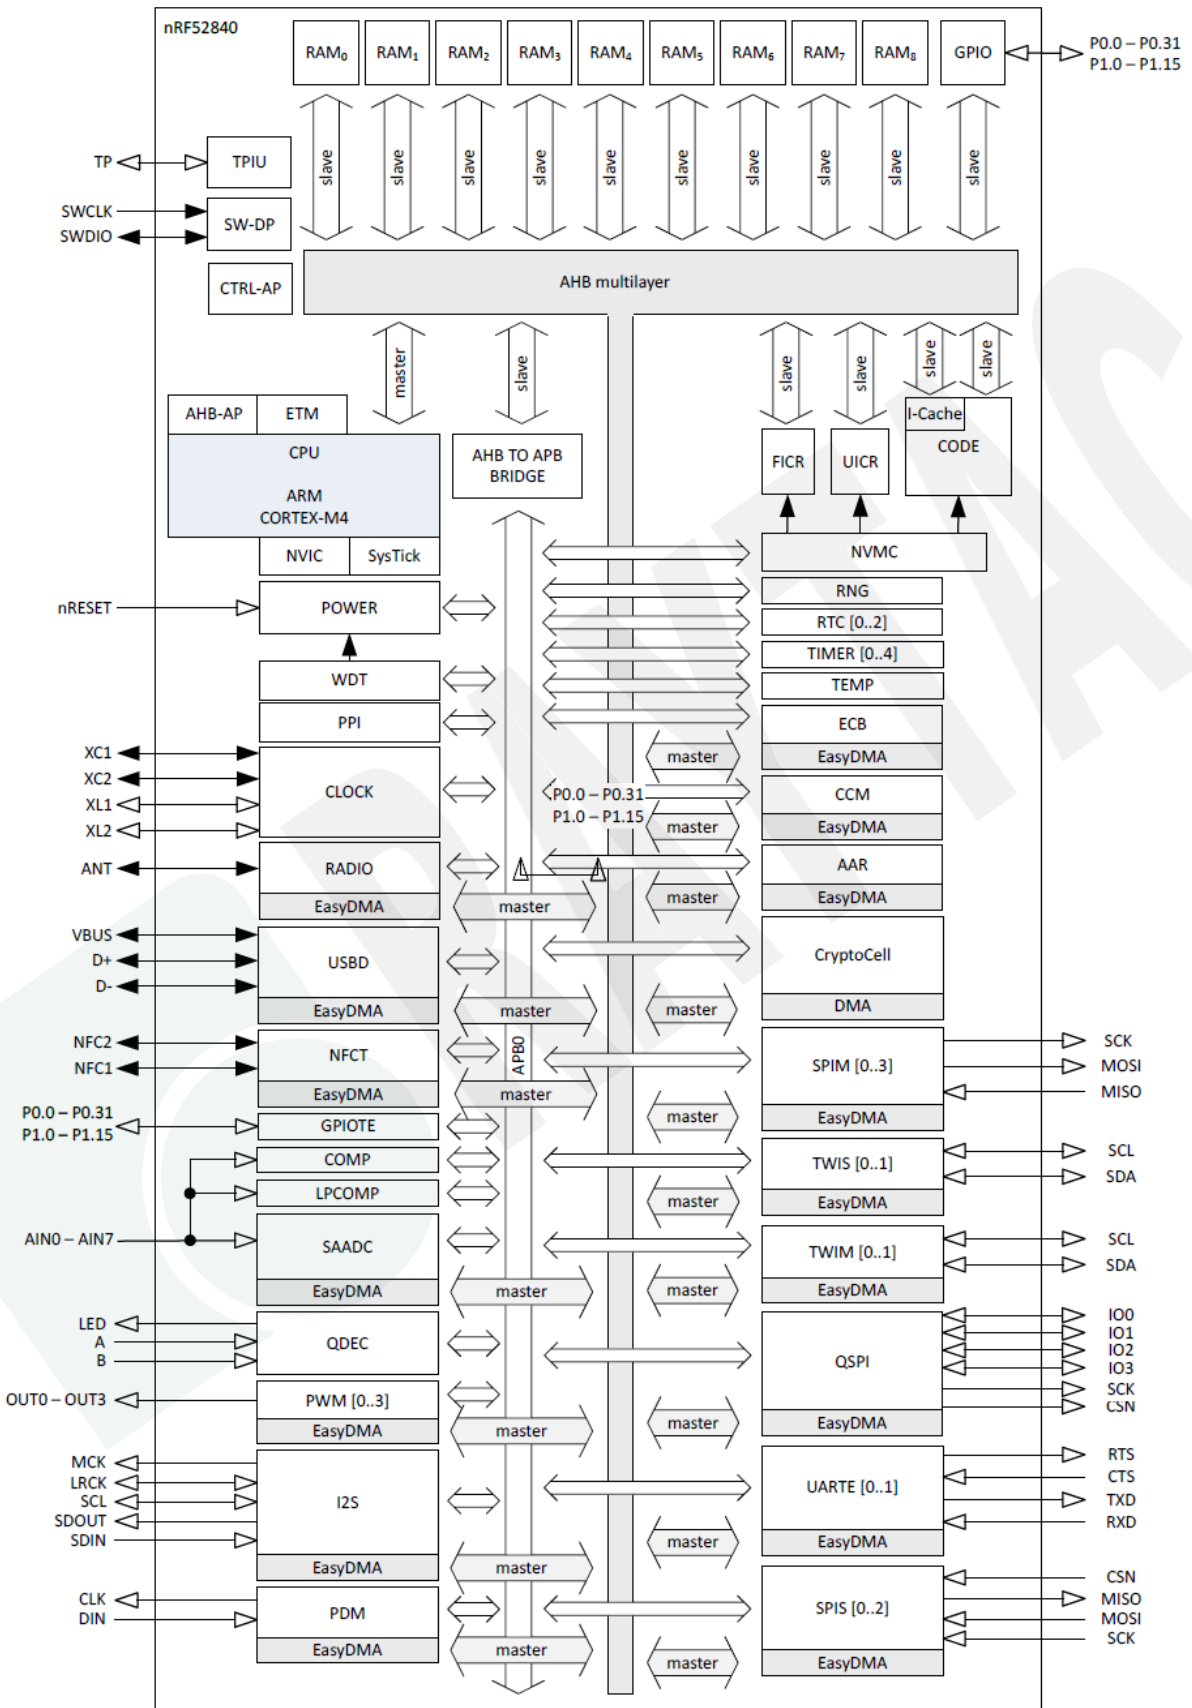 nRF52840
RAM0 RAM1 RAM2 RAM3 RAM4 RAM5 RAM6 RAM7 RAM8 GPIO
P0.0 – P0.31
P1.0 – P1.15
slave slave slave slave slave slave slave slave slave slave
TP TPIU
SWCLK
SWDIO
SW-DP
CTRL-AP
AHB multilayer
master slave slave slave slave slave
AHB-AP ETM
CPU
ARM
CORTEX-M4
NVIC SysTick
AHB TO APB
BRIDGE
FICR UICR
I-Cache
CODE
NVMC
nRESET POWER
WDT
PPI
XC1
XC2
XL1
XL2
CLOCK
ANT RADIO
EasyDMA master
VBUS
D+
D-
USBD
EasyDMA master
NFC2
NFC1
NFCT
EasyDMA master
APB0
P0.0 – P0.31
P1.0 – P1.15
GPIOTE
COMP
LPCOMP
AIN0 – AIN7
SAADC
EasyDMA master
LED
A
B
QDEC
OUT0 – OUT3 PWM [0..3]
EasyDMA master
MCK
LRCK
SCL
SDOUT
SDIN
I2S
EasyDMA master
CLK
DIN
PDM
EasyDMA master
RNG
RTC [0..2]
TIMER [0..4]
TEMP
ECB
master EasyDMA
P0.0 – P0.31
P1.0 – P1.15
CCM
master EasyDMA
AAR
master EasyDMA
CryptoCell
master DMA
SPIM [0..3]
SCK
MOSI
MISO
master EasyDMA
TWIS [0..1]
SCL
SDA
master EasyDMA
TWIM [0..1]
SCL
SDA
master EasyDMA
QSPI
IO0
IO1
IO2
IO3
SCK
CSN
master EasyDMA
UARTE [0..1]
RTS
CTS
TXD
RXD
master EasyDMA
SPIS [0..2]
CSN
MISO
MOSI
SCK
master EasyDMA
RAYTAC